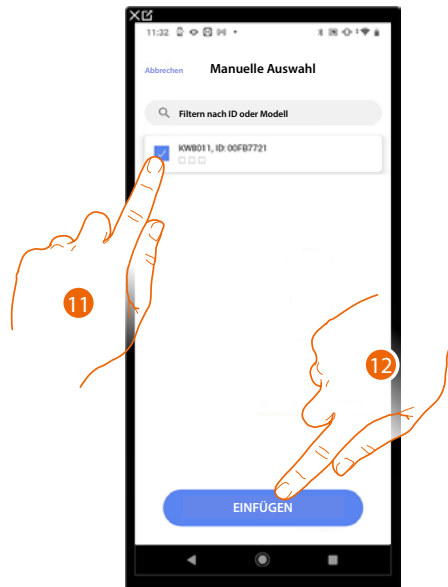 11:32
Abbrechen Manuelle Auswahl
Filtern nach ID oder Modell
KW8011, ID: 00FB7721
11
12
EINFÜGEN